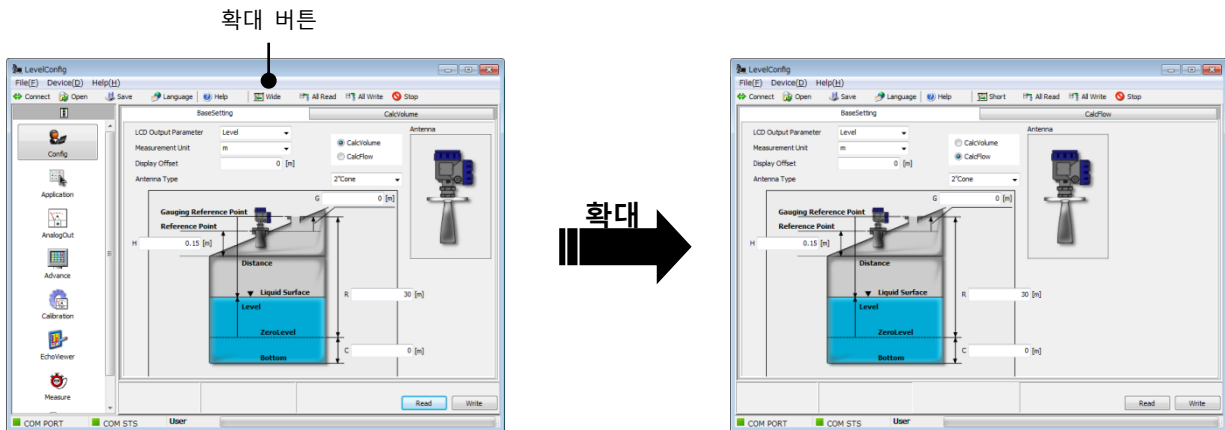 확대 버튼
LevelConfig
File(F) Device(D) Help(H)
Connect Open Save Language Help Wide All Read All Write Stop
BaseSetting CalcVolume
Config
Application
AnalogOut
Advance
Calibration
EchoViewer
Measure
LCD Output Parameter Level
Measurement Unit m
Display Offset 0 [m]
Antenna Type 2"Cone
CalcVolume
CalcFlow
Antenna
G 0 [m]
Gauging Reference Point
Reference Point
H 0.15 [m]
Distance
Liquid Surface
R 30 [m]
Level
ZeroLevel
C 0 [m]
Bottom
Read Write
COM PORT COM STS User
확대
LevelConfig
File(F) Device(D) Help(H)
Connect Open Save Language Help Short All Read All Write Stop
BaseSetting CalcFlow
LCD Output Parameter Level
Measurement Unit m
Display Offset 0 [m]
Antenna Type 2"Cone
CalcVolume
CalcFlow
Antenna
G 0 [m]
Gauging Reference Point
Reference Point
H 0.15 [m]
Distance
Liquid Surface
R 30 [m]
Level
ZeroLevel
C 0 [m]
Bottom
Read Write
COM PORT COM STS User